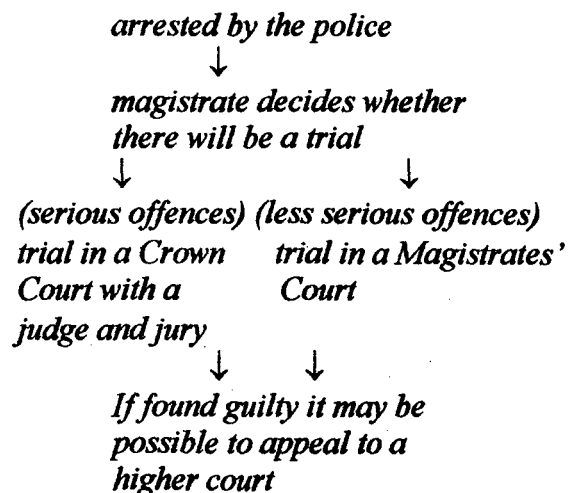 arrested by the police
↓
magistrate decides whether
there will be a trial
↓ ↓
(serious offences) (less serious offences)
trial in a Crown trial in a Magistrates’
Court with a Court
judge and jury
↓ ↓
If found guilty it may be
possible to appeal to a
higher court